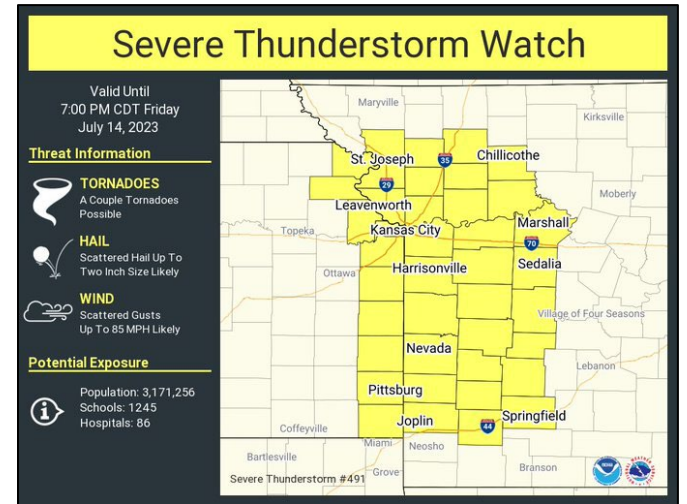 Severe Thunderstorm Watch
Valid Until
7:00 PM CDT Friday
July 14, 2023
Threat Information
TORNADOES
A Couple Tornadoes
Possible
HAIL
Scattered Hail Up To
Two Inch Size Likely
WIND
Scattered Gusts
Up To 85 MPH Likely
Potential Exposure
Population: 3,171,256
Schools: 1245
Hospitals: 86
Maryville
Kirksville
St. Joseph
35
Chillicothe
29
Moberly
Leavenworth
Topeka
Kansas City
Marshall
70
Ottawa
Harrisonville
Sedalia
Village of Four Seasons
Nevada
Lebanon
Pittsburg
Coffeyville
Joplin
44
Springfield
Miami
Neosho
Bartlesville
Grove
Branson
Severe Thunderstorm #491